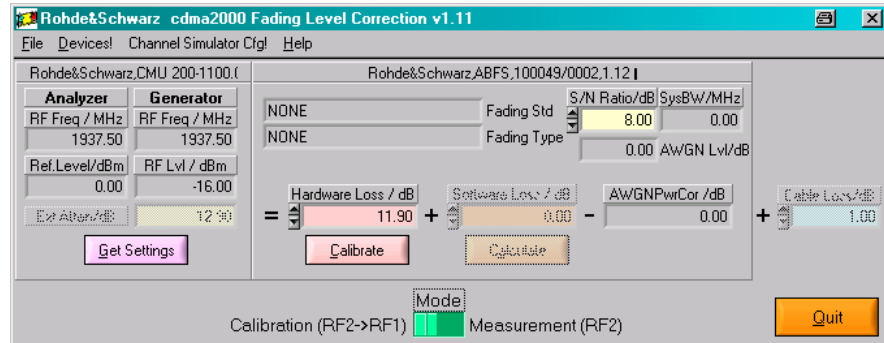 Rohde&Schwarz cdma2000 Fading Level Correction v1.11
File Devices! Channel Simulator Cfg! Help
Rohde&Schwarz,CMU 200-1100.(
Rohde&Schwarz,ABFS,100049/0002,1.12
Analyzer Generator
RF Freq / MHz RF Freq / MHz
1937.50 1937.50
Ref.Level/dBm RF Lvl / dBm
0.00 -16.00
Ext Atten/dB 12.90
Get Settings
NONE Fading Std
NONE Fading Type
S/N Ratio/dB SysBW/MHz
8.00 0.00
0.00 AWGN Lvl/dB
Hardware Loss / dB Software Loss / dB AWGNPwrCor /dB Cable Loss/dB
= 11.90 + 0.00 - 0.00 + 1.00
Calibrate Calculate
Mode
Calibration (RF2->RF1) Measurement (RF2)
Quit